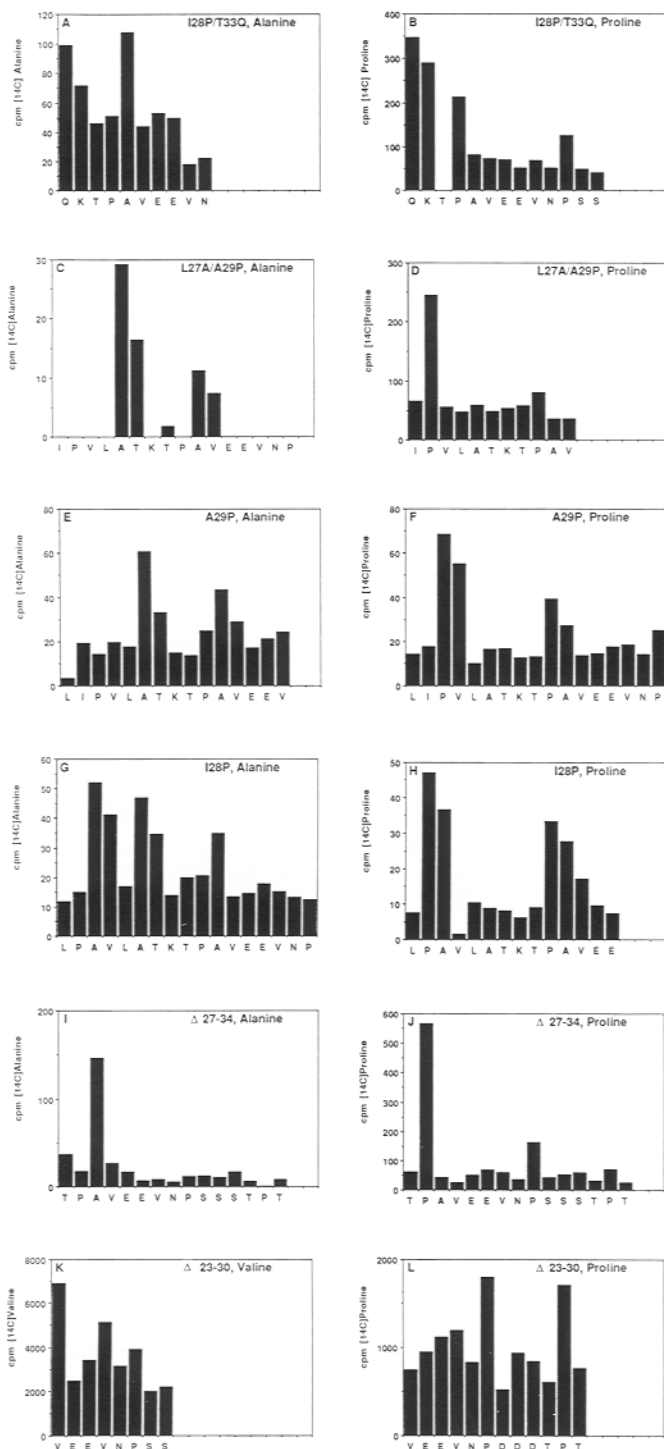 A I28P/T33Q, Alanine
cpm [14C] Alanine
120
100
80
60
40
20
0
Q K T P A V E E V N
B I28P/T33Q, Proline
cpm [14C] Proline
400
300
200
100
0
Q K T P A V E E V N P S S
C L27A/A29P, Alanine
cpm [14C]Alanine
30
20
10
0
I P V L A T K T P A V E E V N P
D L27A/A29P, Proline
cpm [14C]Proline
300
200
100
0
I P V L A T K T P A V
E A29P, Alanine
cpm [14C]Alanine
80
60
40
20
0
L I P V L A T K T P A V E E V
F A29P, Proline
cpm [14C]Proline
80
60
40
20
0
L I P V L A T K T P A V E E V N P
G I28P, Alanine
cpm [14C]Alanine
60
50
40
30
20
10
0
L P A V L A T K T P A V E E V N P
H I28P, Proline
cpm [14C]Proline
50
40
30
20
10
0
L P A V L A T K T P A V E E
I Δ 27-34, Alanine
cpm [14C]Alanine
200
100
0
T P A V E E V N P S S S T P T
J Δ 27-34, Proline
cpm [14C]Proline
600
500
400
300
200
100
0
T P A V E E V N P S S S T P T
K Δ 23-30, Valine
cpm [14C]Valine
8000
6000
4000
2000
0
V E E V N P S S
L Δ 23-30, Proline
cpm [14C]Proline
2000
1000
0
V E E V N P D D D T P T